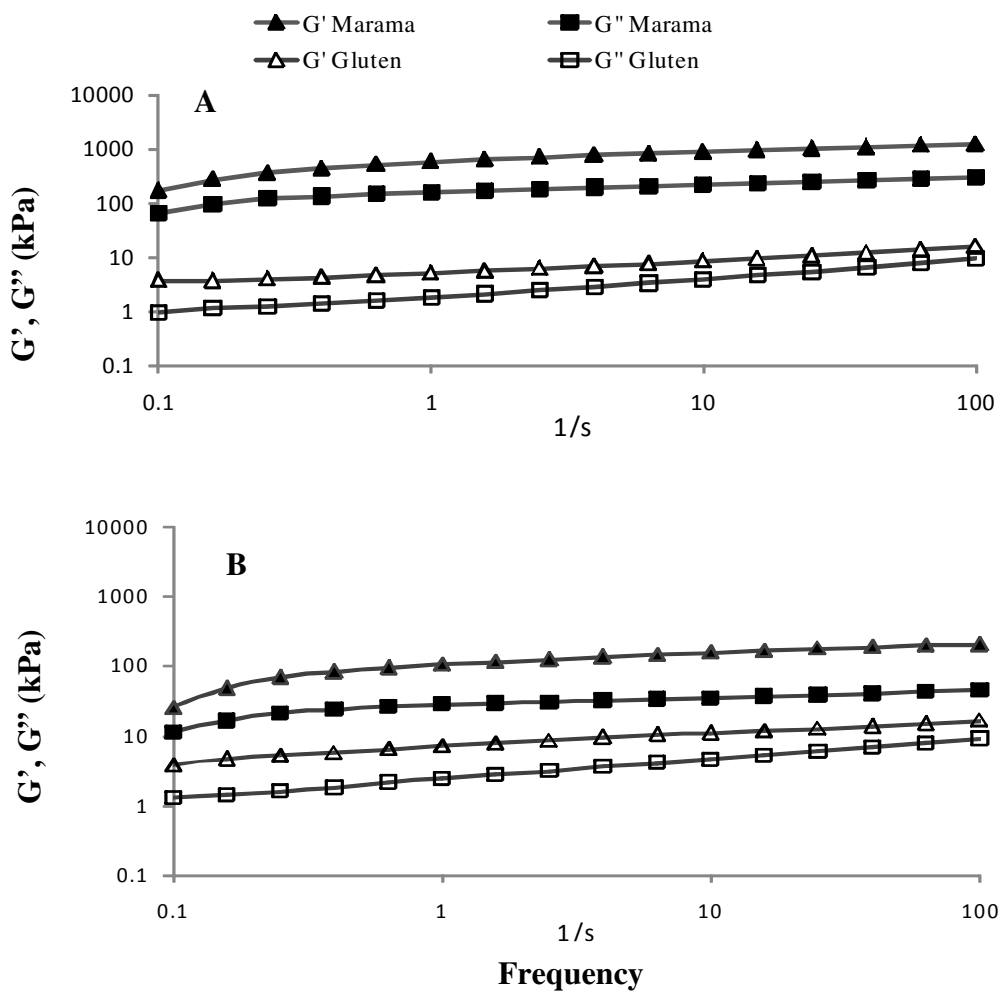 G' Marama
G" Marama
G' Gluten
G" Gluten
A
10000
1000
100
10
1
0.1
G’, G” (kPa)
0.1
1
10
100
1/s
B
10000
1000
100
10
1
0.1
G’, G” (kPa)
0.1
1
10
100
1/s
Frequency